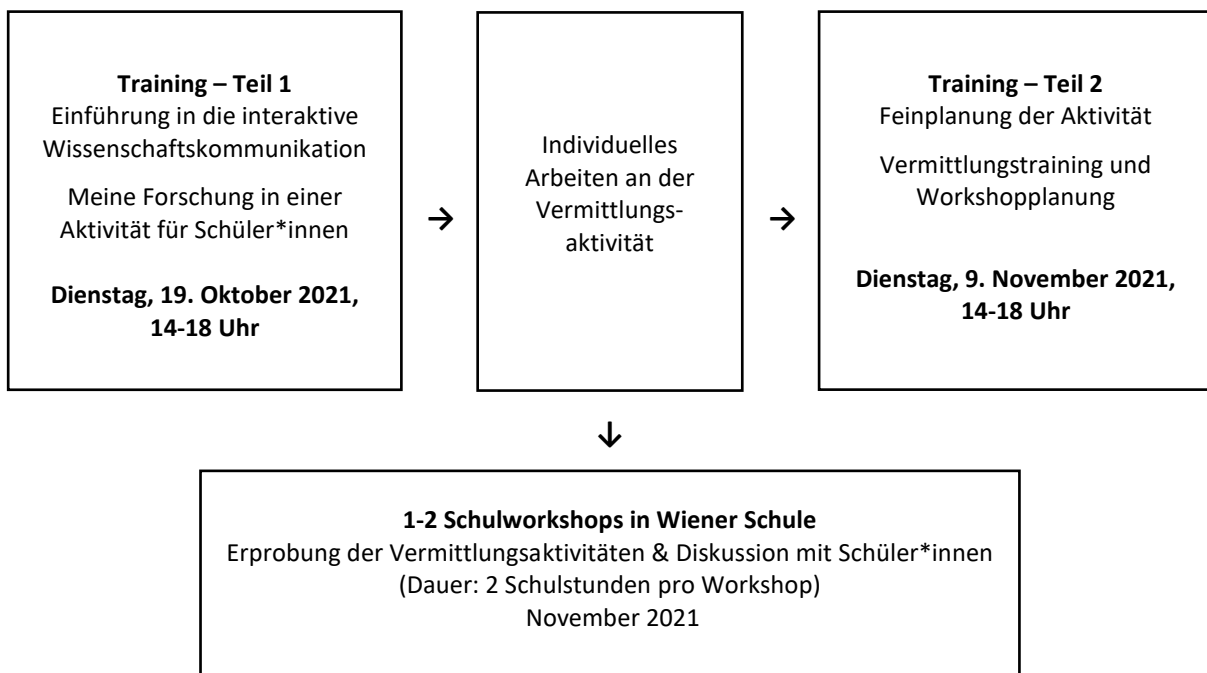 Training – Teil 1
Einführung in die interaktive
Wissenschaftskommunikation
Meine Forschung in einer
Aktivität für Schüler*innen
Dienstag, 19. Oktober 2021,
14-18 Uhr
→
Individuelles
Arbeiten an der
Vermittlungs-
aktivität
→
Training – Teil 2
Feinplanung der Aktivität
Vermittlungstraining und
Workshopplanung
Dienstag, 9. November 2021,
14-18 Uhr
↓
1-2 Schulworkshops in Wiener Schule
Erprobung der Vermittlungsaktivitäten & Diskussion mit Schüler*innen
(Dauer: 2 Schulstunden pro Workshop)
November 2021